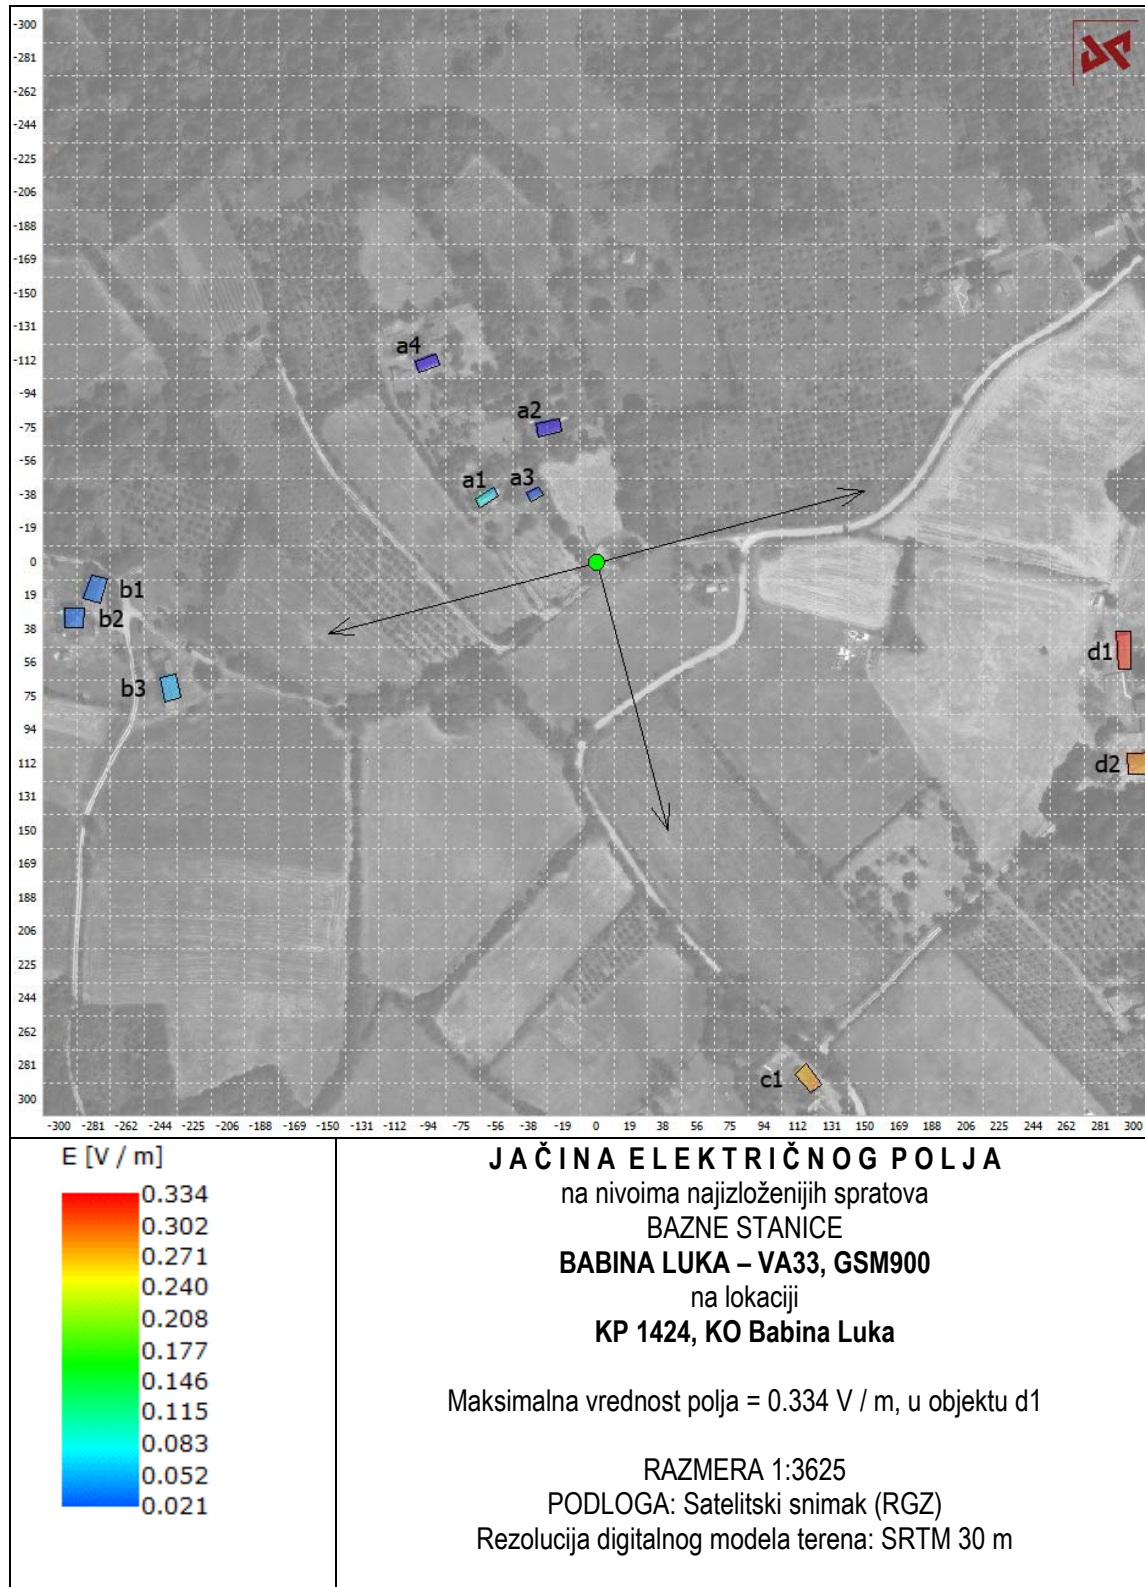 -300
-281
-262
-244
-225
-206
-188
-169
-150
-131
-112
-94
-75
-56
-38
-19
0
19
38
56
75
94
112
131
150
169
188
206
225
244
262
281
300
a4
a2
a1
a3
b1
b2
b3
d1
d2
c1
-300 -281 -262 -244 -225 -206 -188 -169 -150 -131 -112 -94 -75 -56 -38 -19 0 19 38 56 75 94 112 131 150 169 188 206 225 244 262 281 300
E [V / m]
0.334
0.302
0.271
0.240
0.208
0.177
0.146
0.115
0.083
0.052
0.021
JAČINA ELEKTRIČNOG POLJA
na nivoima najizloženijih spratova
BAZNE STANICE
BABINA LUKA – VA33, GSM900
na lokaciji
KP 1424, KO Babina Luka
Maksimalna vrednost polja = 0.334 V / m, u objektu d1
RAZMERA 1:3625
PODLOGA: Satelitski snimak (RGZ)
Rezolucija digitalnog modela terena: SRTM 30 m